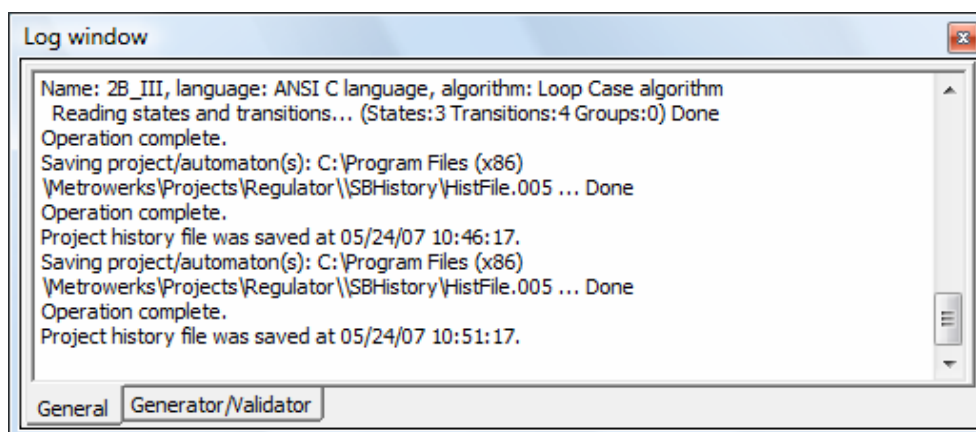 Log window
Name: 2B_III, language: ANSI C language, algorithm: Loop Case algorithm
Reading states and transitions... (States:3 Transitions:4 Groups:0) Done
Operation complete.
Saving project/automaton(s): C:\Program Files (x86)
\Metrowerks\Projects\Regulator\\SBHistory\HistFile.005 ... Done
Operation complete.
Project history file was saved at 05/24/07 10:46:17.
Saving project/automaton(s): C:\Program Files (x86)
\Metrowerks\Projects\Regulator\\SBHistory\HistFile.005 ... Done
Operation complete.
Project history file was saved at 05/24/07 10:51:17.
General Generator/Validator